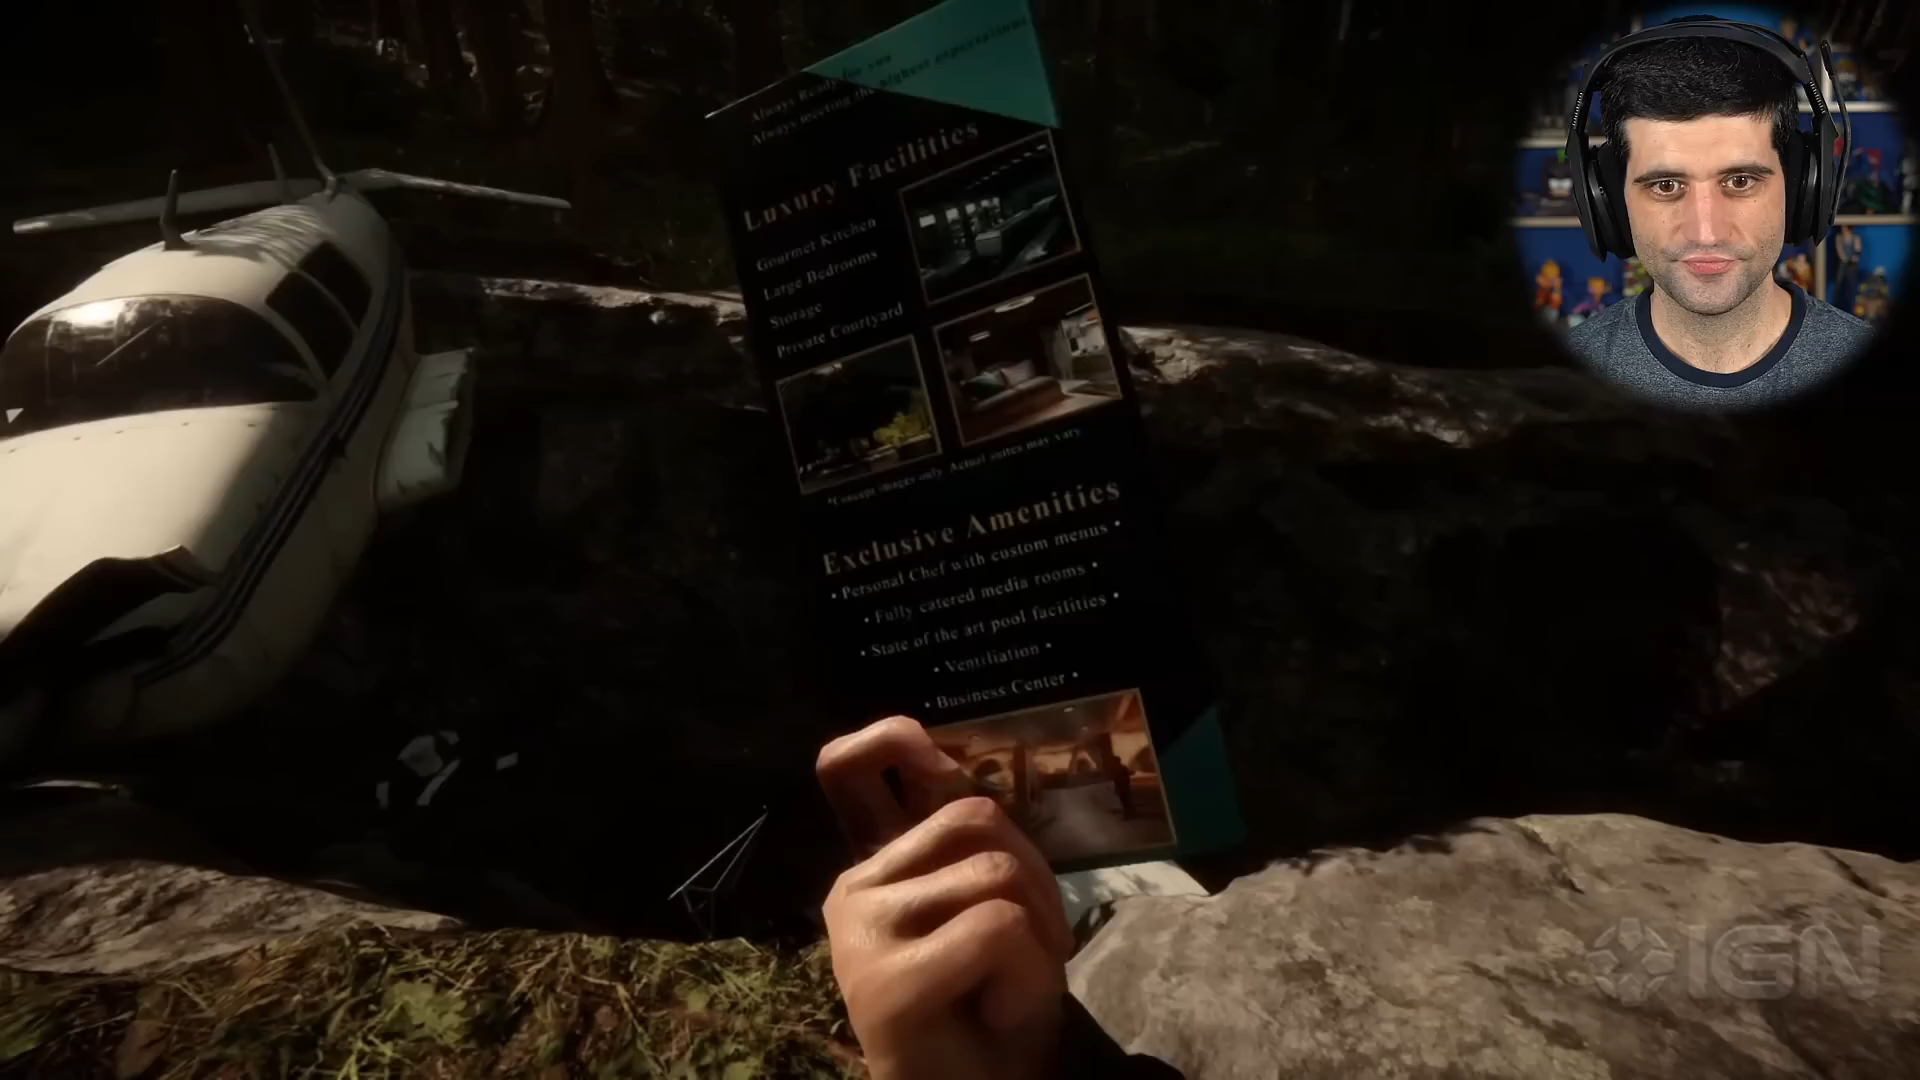 Always Ready for you
Always meeting the highest expectations
Luxury Facilities
Gourmet Kitchen
Large Bedrooms
Storage
Private Courtyard
*Concept images only. Actual suites may vary
Exclusive Amenities
• Personal Chef with custom menus •
• Fully catered media rooms •
• State of the art pool facilities •
• Ventiliation •
• Business Center •
IGN